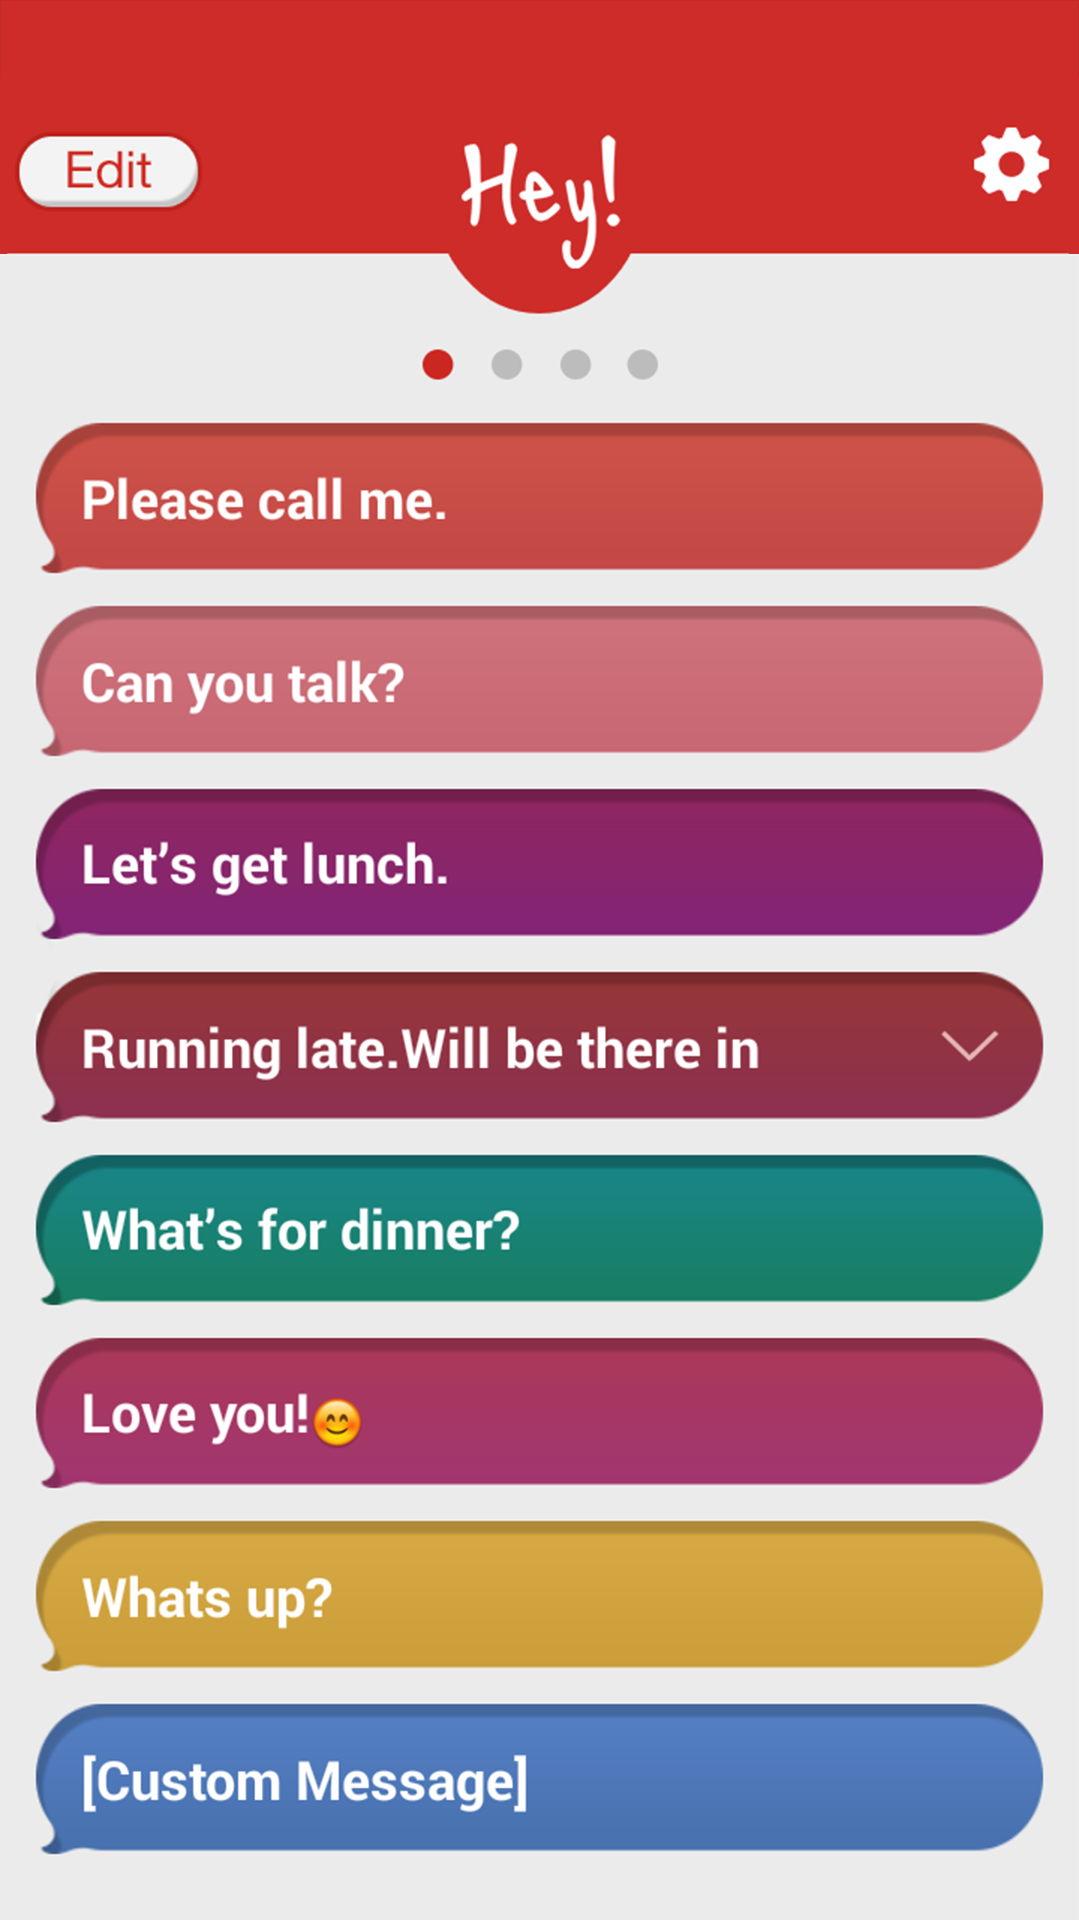 Edit
Hey!
Please call me.
Can you talk?
Let's get lunch.
Running late.Will be there in
What's for dinner?
Love you!😊
Whats up?
[Custom Message]